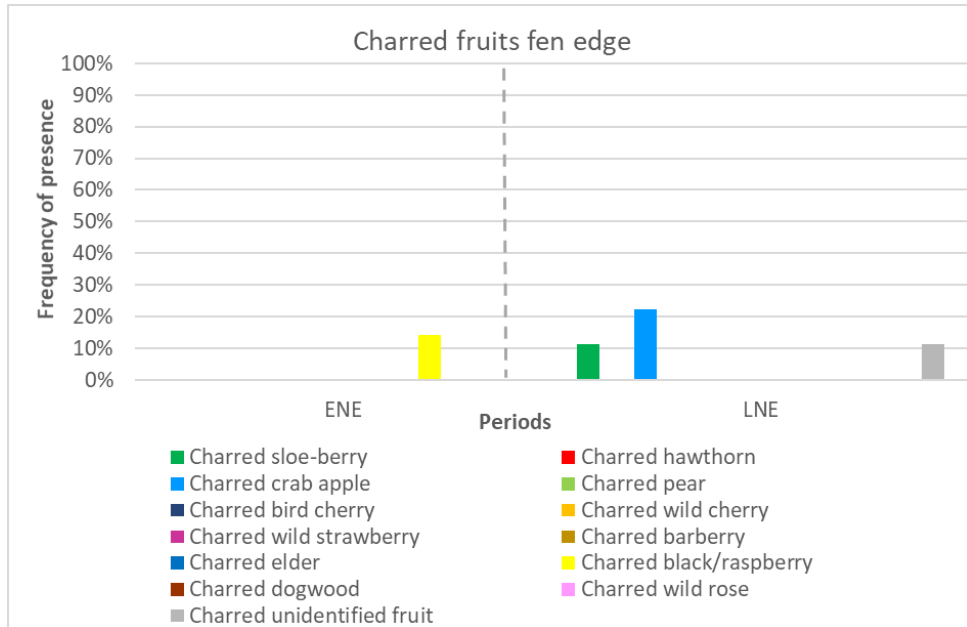 Charred fruits fen edge
100%
90%
80%
70%
60%
50%
40%
30%
20%
10%
0%
Frequency of presence
ENE
LNE
Periods
Charred sloe-berry
Charred hawthorn
Charred crab apple
Charred pear
Charred bird cherry
Charred wild cherry
Charred wild strawberry
Charred barberry
Charred elder
Charred black/raspberry
Charred dogwood
Charred wild rose
Charred unidentified fruit